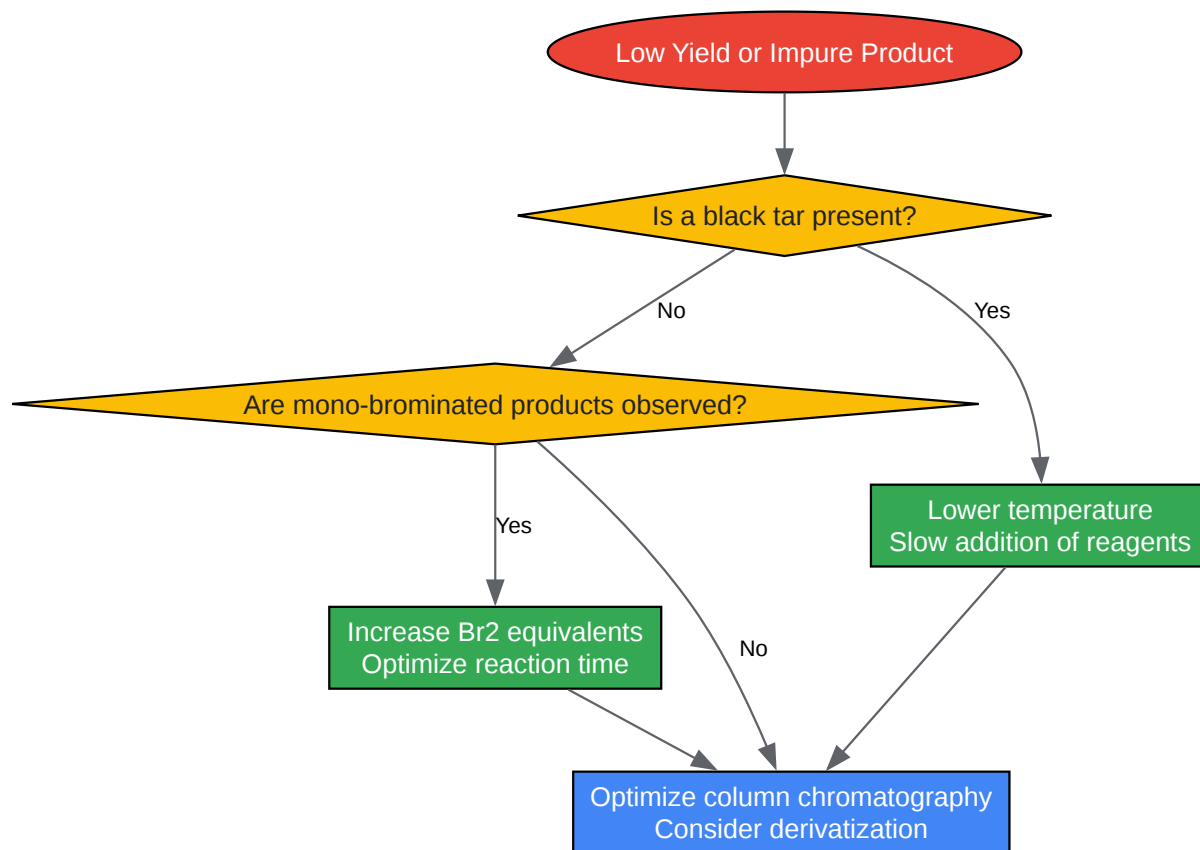 Low Yield or Impure Product
Is a black tar present?
No
Yes
Are mono-brominated products observed?
Yes
Lower temperature
Slow addition of reagents
Increase Br2 equivalents
Optimize reaction time
No
Optimize column chromatography
Consider derivatization